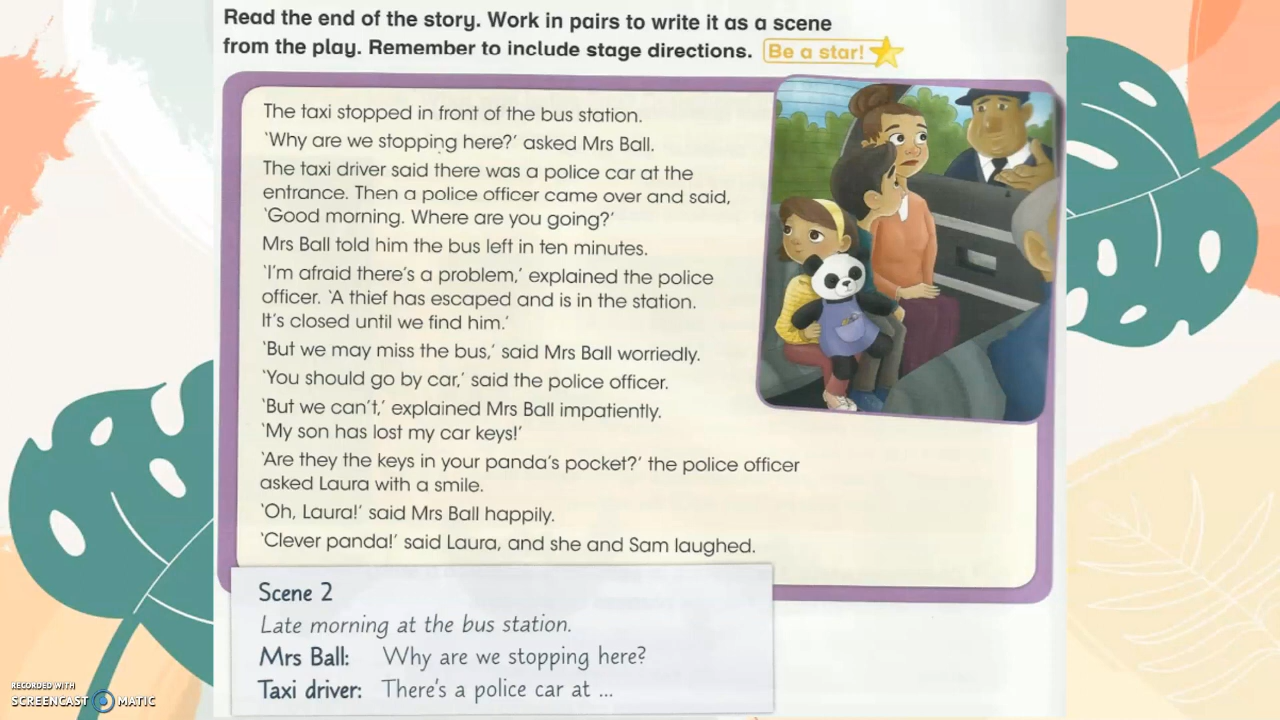 Read the end of the story. Work in pairs to write it as a scene
from the play. Remember to include stage directions. Be a star!
The taxi stopped in front of the bus station.
‘Why are we stopping here?’ asked Mrs Ball.
The taxi driver said there was a police car at the
entrance. Then a police officer came over and said,
‘Good morning. Where are you going?’
Mrs Ball told him the bus left in ten minutes.
‘I’m afraid there’s a problem,’ explained the police
officer. ‘A thief has escaped and is in the station.
It’s closed until we find him.’
‘But we may miss the bus,’ said Mrs Ball worriedly.
‘You should go by car,’ said the police officer.
‘But we can’t,’ explained Mrs Ball impatiently.
‘My son has lost my car keys!’
‘Are they the keys in your panda’s pocket?’ the police officer
asked Laura with a smile.
‘Oh, Laura!’ said Mrs Ball happily.
‘Clever panda!’ said Laura, and she and Sam laughed.
Scene 2
Late morning at the bus station.
Mrs Ball: Why are we stopping here?
Taxi driver: There’s a police car at ...
RECORDED WITH
SCREENCAST MATIC